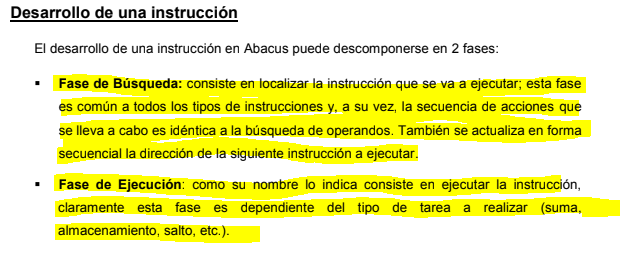 Desarrollo de una instrucción
El desarrollo de una instrucción en Abacus puede descomponerse en 2 fases:
▪ Fase de Búsqueda: consiste en localizar la instrucción que se va a ejecutar; esta fase
es común a todos los tipos de instrucciones y, a su vez, la secuencia de acciones que
se lleva a cabo es idéntica a la búsqueda de operandos. También se actualiza en forma
secuencial la dirección de la siguiente instrucción a ejecutar.
▪ Fase de Ejecución: como su nombre lo indica consiste en ejecutar la instrucción,
claramente esta fase es dependiente del tipo de tarea a realizar (suma,
almacenamiento, salto, etc.).